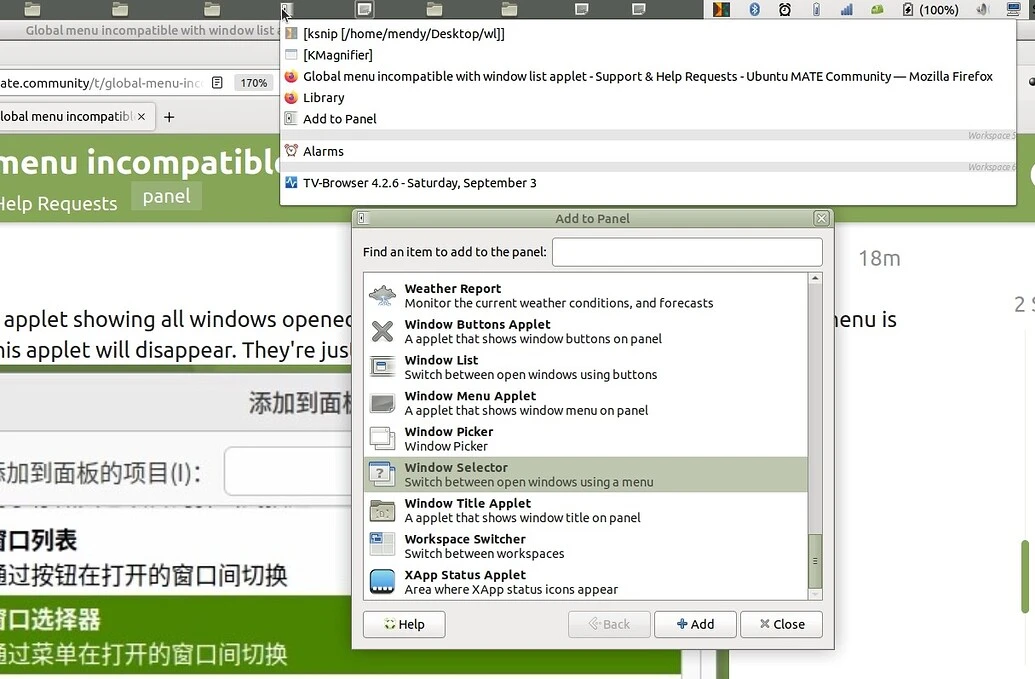 (100%)
Global menu incompatible with window list a
[ksnip [/home/mendy/Desktop/wl]]
[KMagnifier]
Global menu incompatible with window list applet - Support & Help Requests - Ubuntu MATE Community — Mozilla Firefox
Library
Add to Panel
Workspace 5
Alarms
Workspace 6
TV-Browser 4.2.6 - Saturday, September 3
ate.community/t/global-menu-inc
170%
lobal menu incompatibl
menu incompatible
Help Requests
panel
Add to Panel
Find an item to add to the panel:
Weather Report
Monitor the current weather conditions, and forecasts
Window Buttons Applet
A applet that shows window buttons on panel
Window List
Switch between open windows using buttons
Window Menu Applet
A applet that shows window menu on panel
Window Picker
Window Picker
Window Selector
Switch between open windows using a menu
Window Title Applet
A applet that shows window title on panel
Workspace Switcher
Switch between workspaces
XApp Status Applet
Area where XApp status icons appear
Help
Back
Add
Close
18m
2 S
applet showing all windows opened
menu is
his applet will disappear. They're just
添加到面板
添加到面板的项目(I):
窗口列表
通过按钮在打开的窗口间切换
窗口选择器
通过菜单在打开的窗口间切换